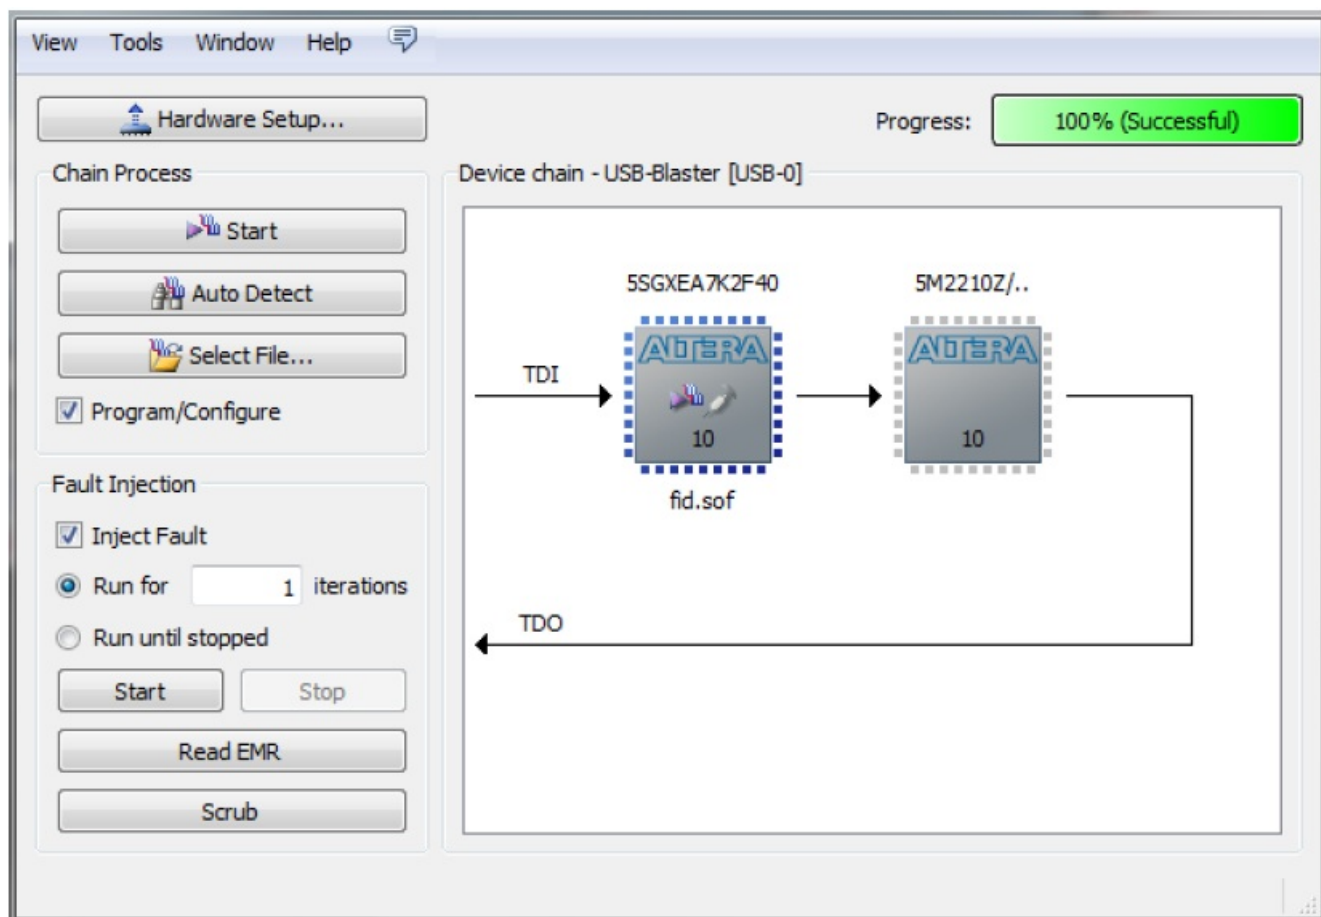 View Tools Window Help
Hardware Setup...
Progress: 100% (Successful)
Chain Process
Start
Auto Detect
Select File...
Program/Configure
Fault Injection
Inject Fault
Run for 1 iterations
Run until stopped
Start Stop
Read EMR
Scrub
Device chain - USB-Blaster [USB-0]
5SGXEA7K2F40 5M2210Z/..
ALTERA ALTERA
TDI
10 10
fid.sof
TDO